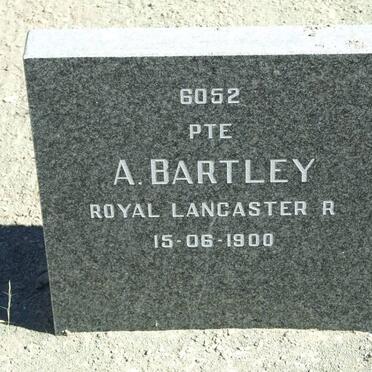 6052
PTE
A. BARTLEY
ROYAL LANCASTER R
15-06-1900